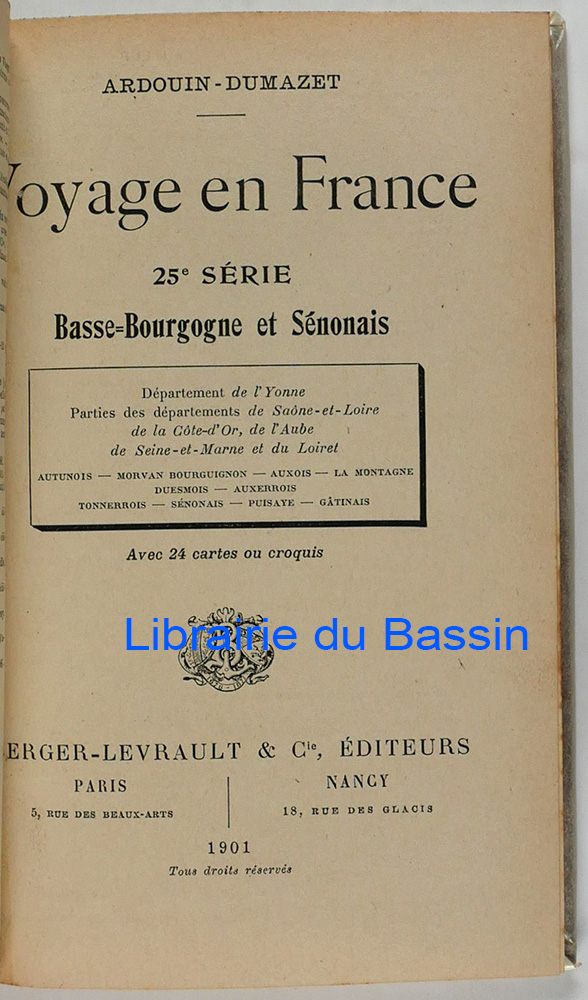 ARDOUIN-DUMAZET
Voyage en France
25e SÉRIE
Basse-Bourgogne et Sénonais
Département de l'Yonne
Parties des départements de Saône-et-Loire
de la Côte-d'Or, de l'Aube
de Seine-et-Marne et du Loiret
AUTUNOIS — MORVAN BOURGUIGNON — AUXOIS — LA MONTAGNE
DUESMOIS — AUXERROIS
TONNERROIS — SÉNONAIS — PUISAYE — GÂTINAIS
Avec 24 cartes ou croquis
Librairie du Bassin
ERGER-LEVRAULT & Cie, ÉDITEURS
PARIS
5, RUE DES BEAUX-ARTS
NANCY
18, RUE DES GLACIS
1901
Tous droits réservés